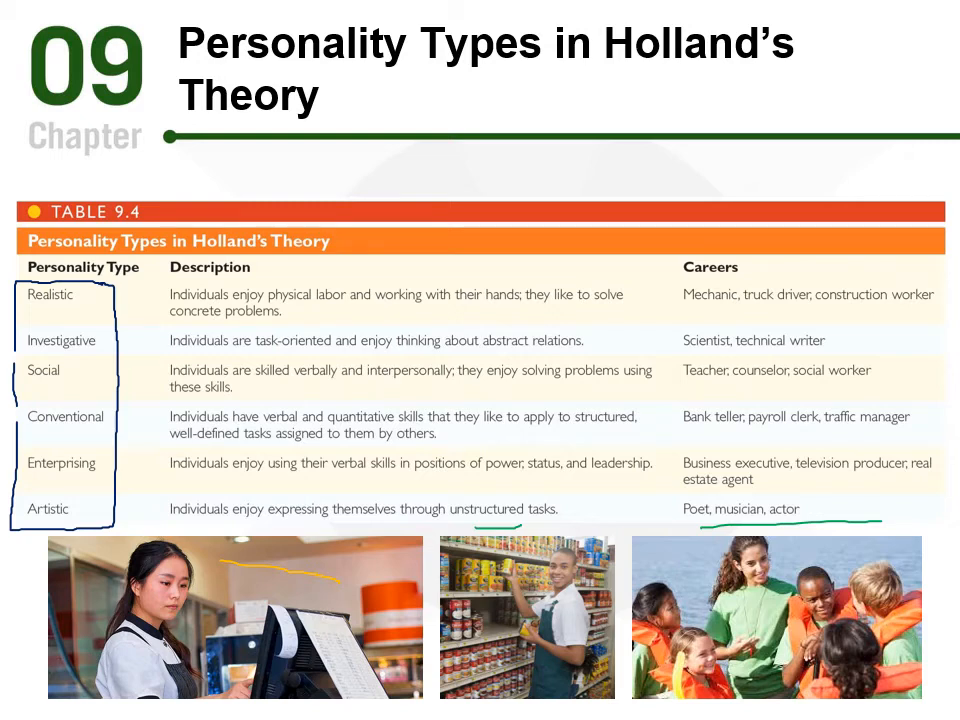 09
Chapter
Personality Types in Holland's
Theory
TABLE 9.4
Personality Types in Holland's Theory
Personality Type Description Careers
Realistic Individuals enjoy physical labor and working with their hands; they like to solve Mechanic, truck driver, construction worker
concrete problems.
Investigative Individuals are task-oriented and enjoy thinking about abstract relations. Scientist, technical writer
Social Individuals are skilled verbally and interpersonally; they enjoy solving problems using Teacher, counselor, social worker
these skills.
Conventional Individuals have verbal and quantitative skills that they like to apply to structured, Bank teller, payroll clerk, traffic manager
well-defined tasks assigned to them by others.
Enterprising Individuals enjoy using their verbal skills in positions of power, status, and leadership. Business executive, television producer, real
estate agent
Artistic Individuals enjoy expressing themselves through unstructured tasks. Poet, musician, actor